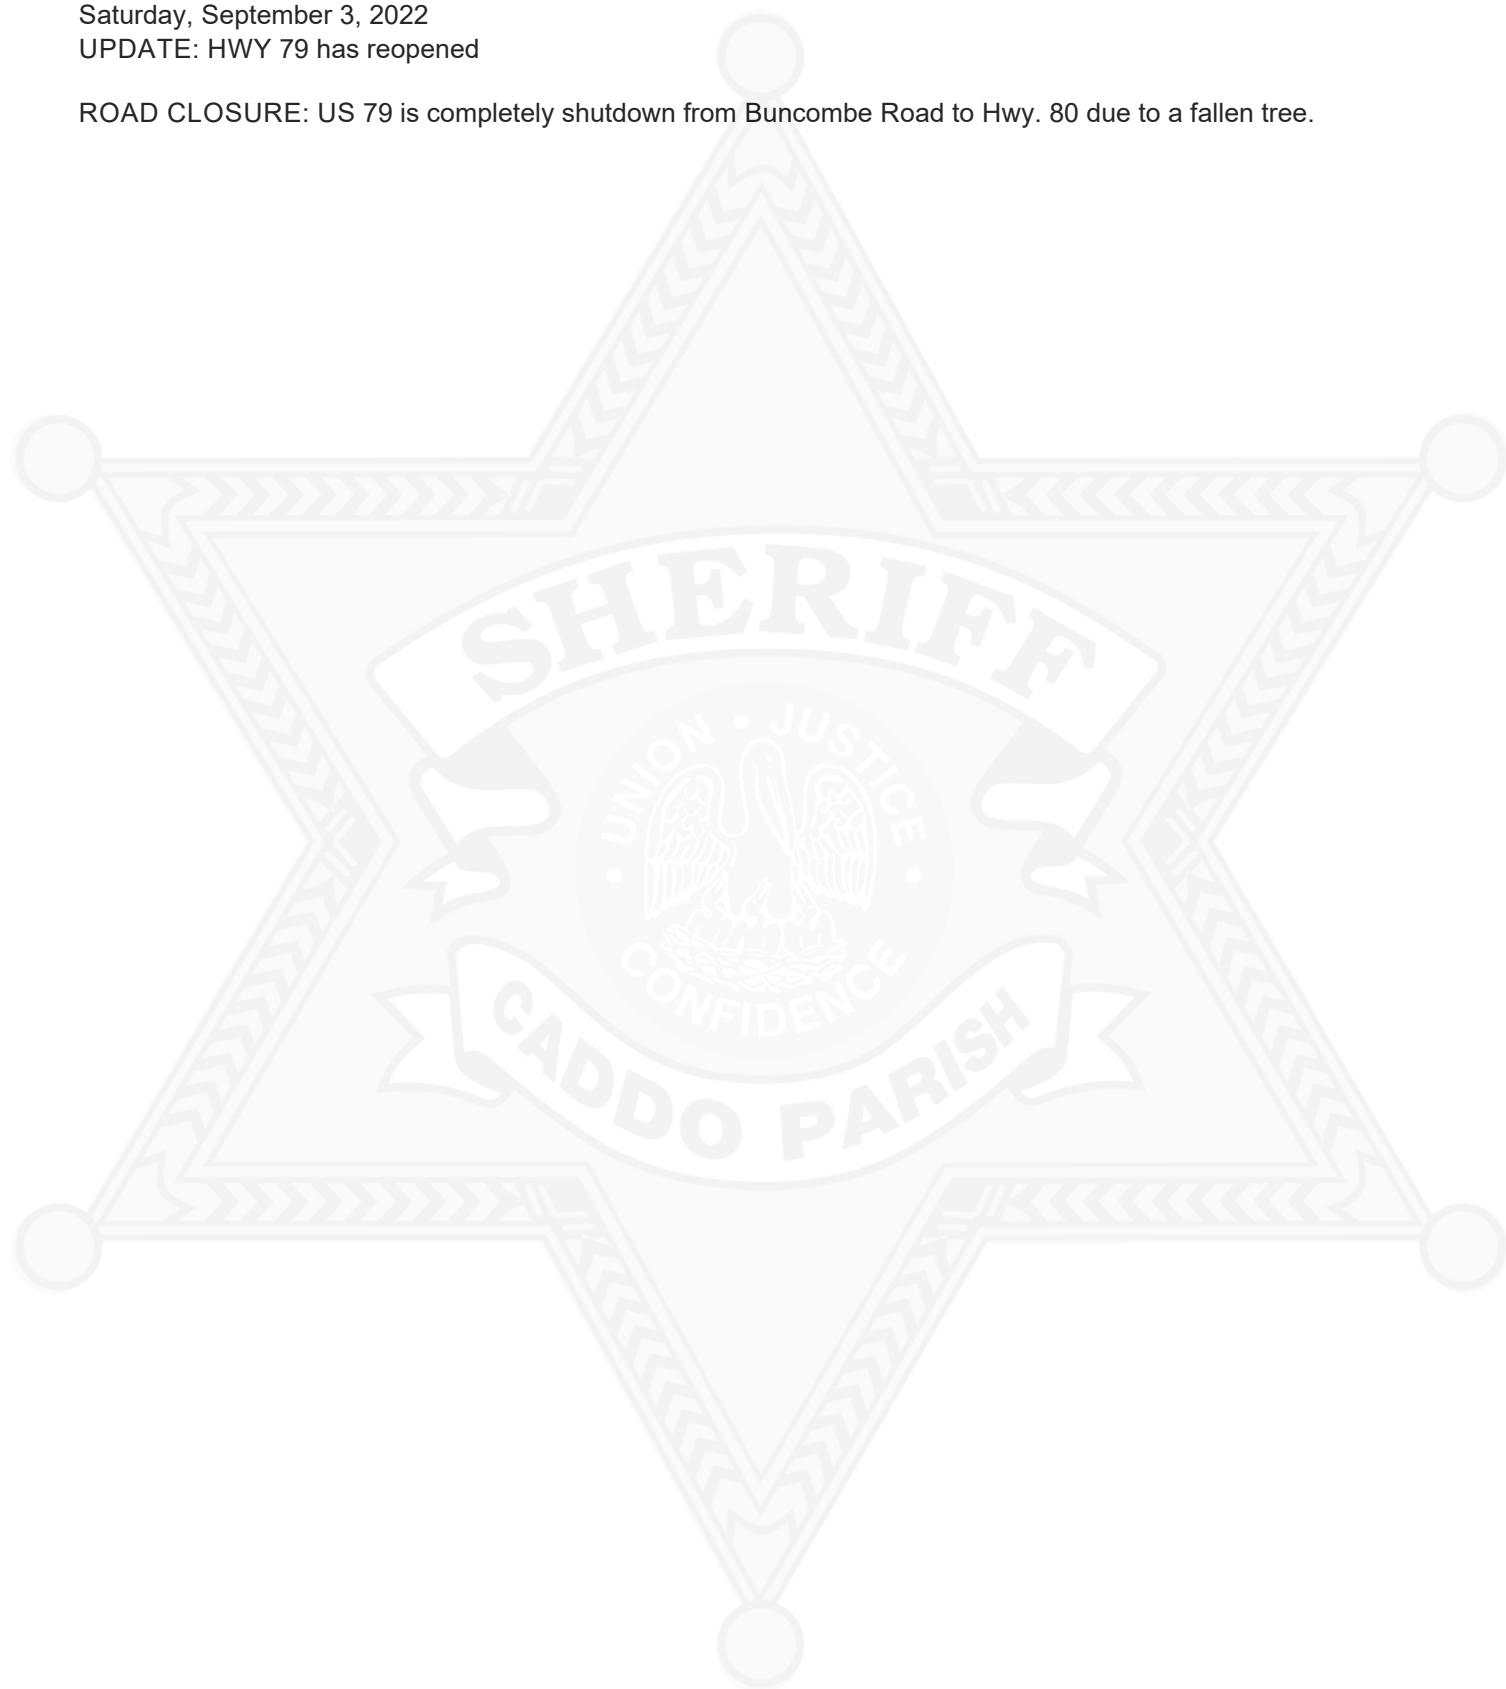 Saturday, September 3, 2022
UPDATE: HWY 79 has reopened
ROAD CLOSURE: US 79 is completely shutdown from Buncombe Road to Hwy. 80 due to a fallen tree.
SHERIFF
UNION • JUSTICE
• CONFIDENCE •
CADDO PARISH